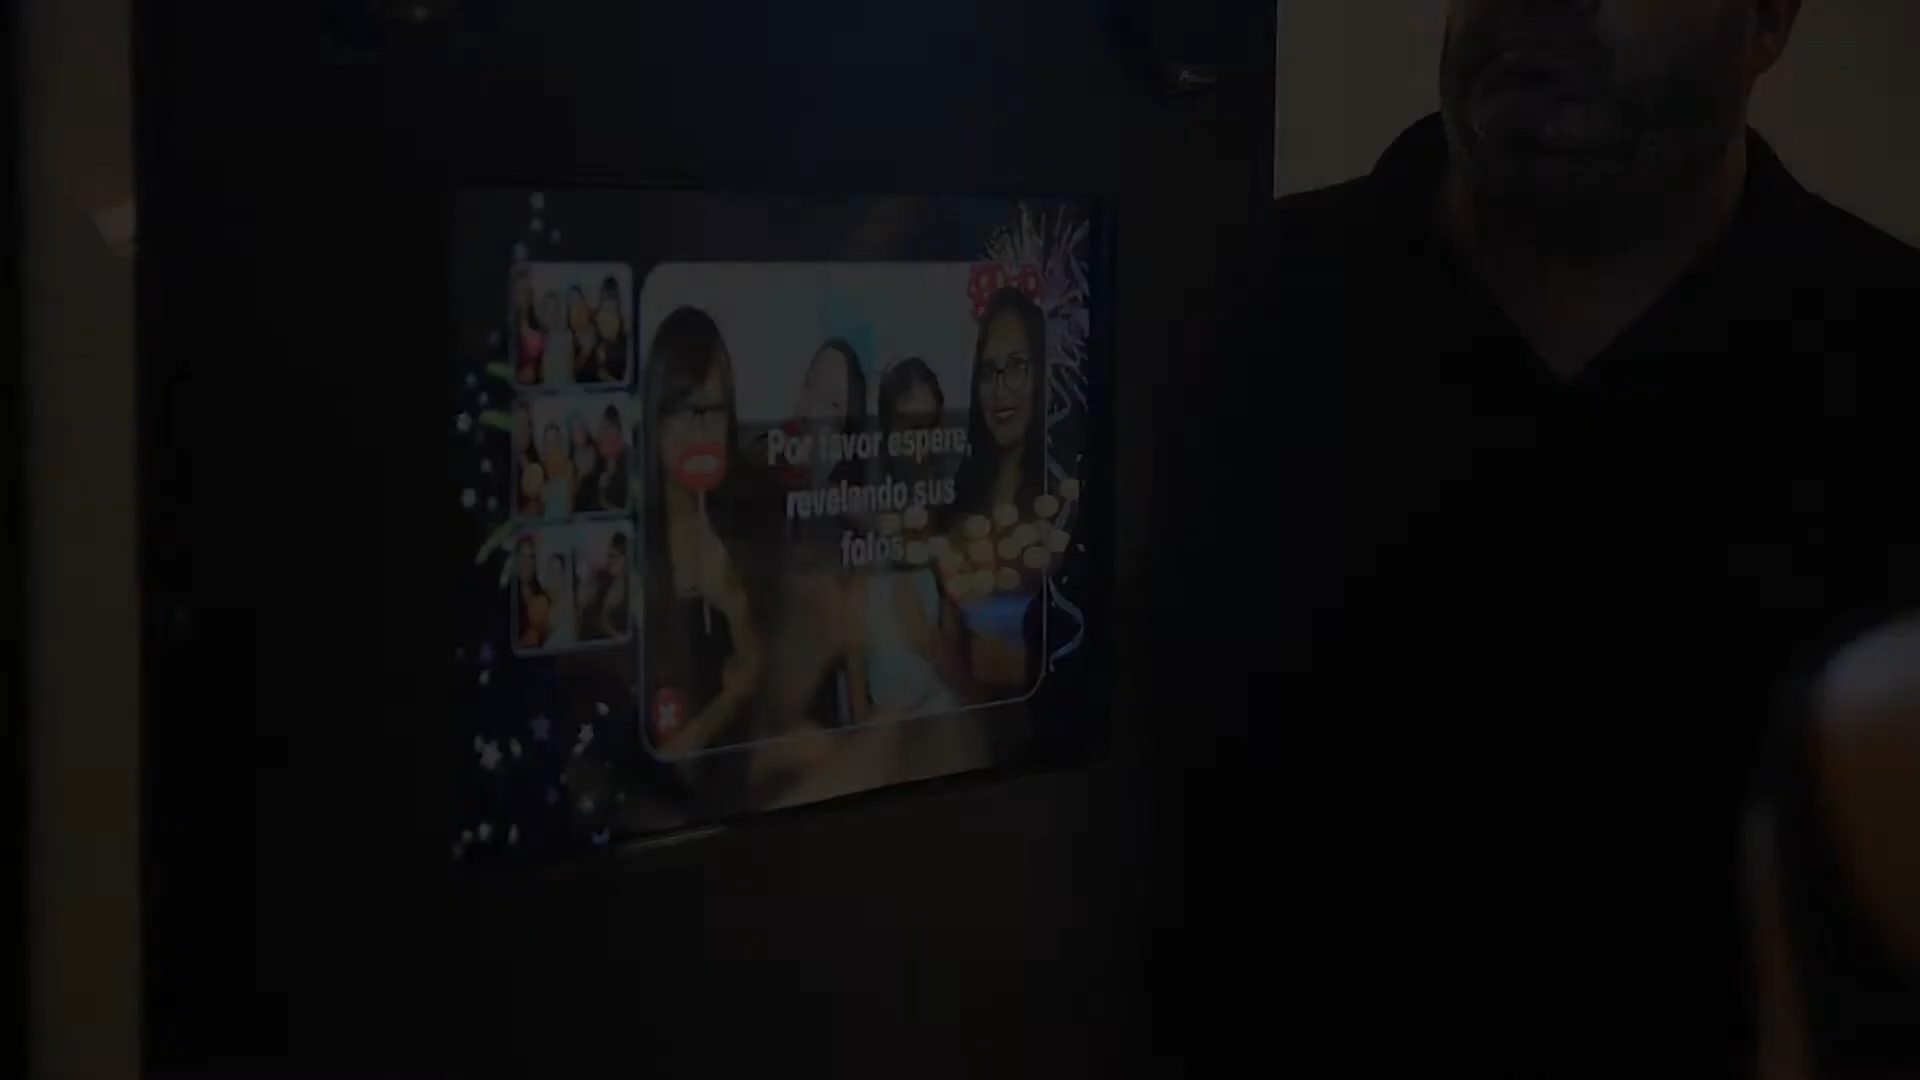 Por favor espere,
revelando sus
fotos